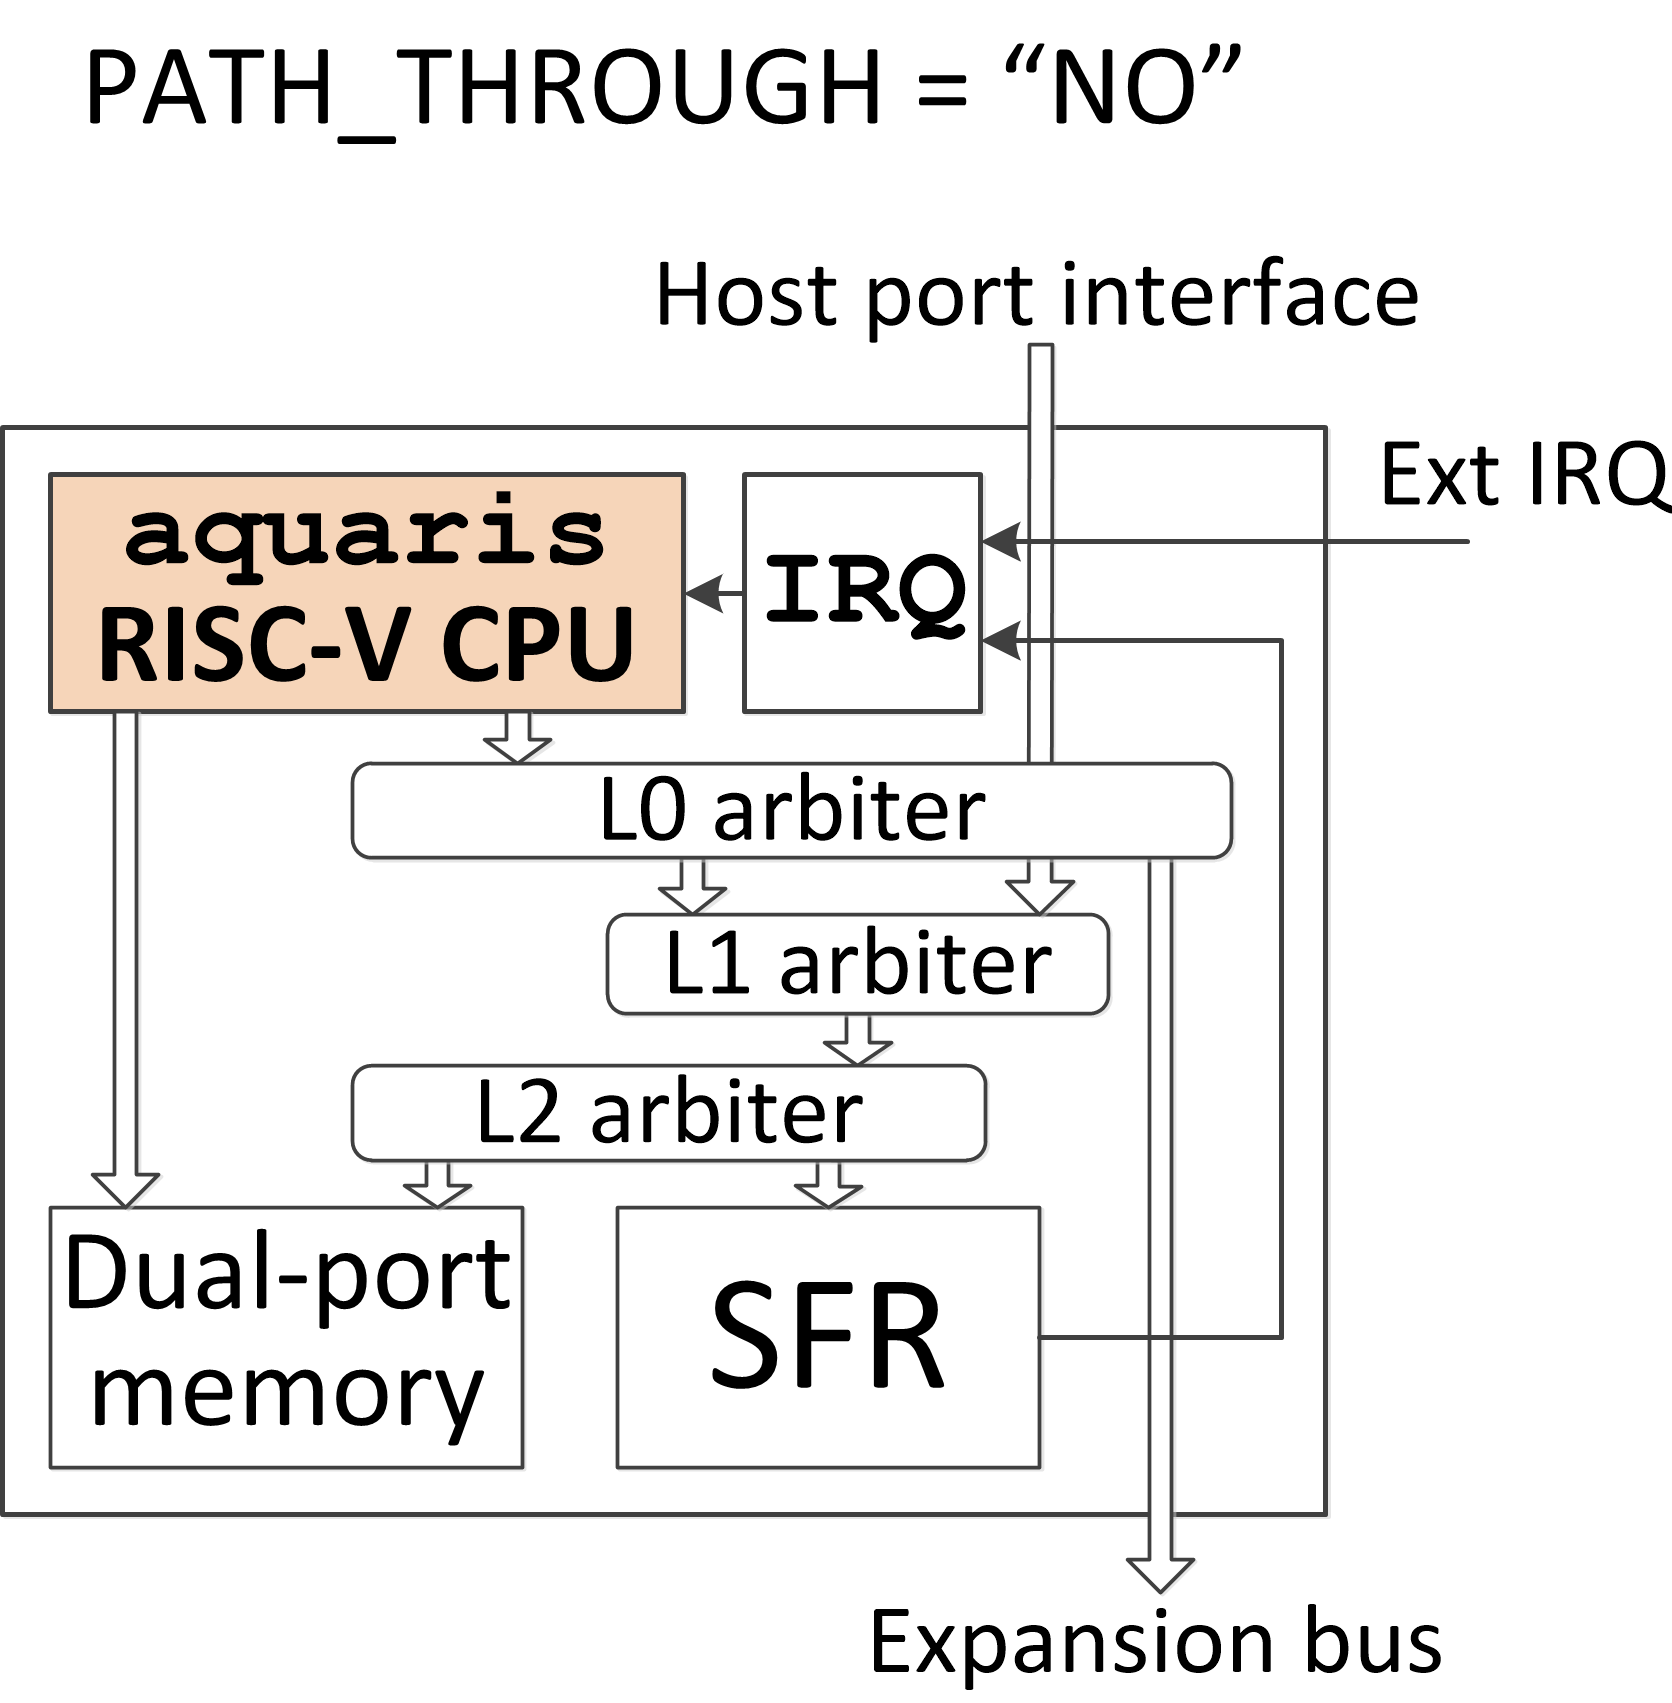 PATH_THROUGH = “NO”
Host port interface
Ext IRQ
aquaris
RISC-V CPU
IRQ
L0 arbiter
L1 arbiter
L2 arbiter
Dual-port
memory
SFR
Expansion bus